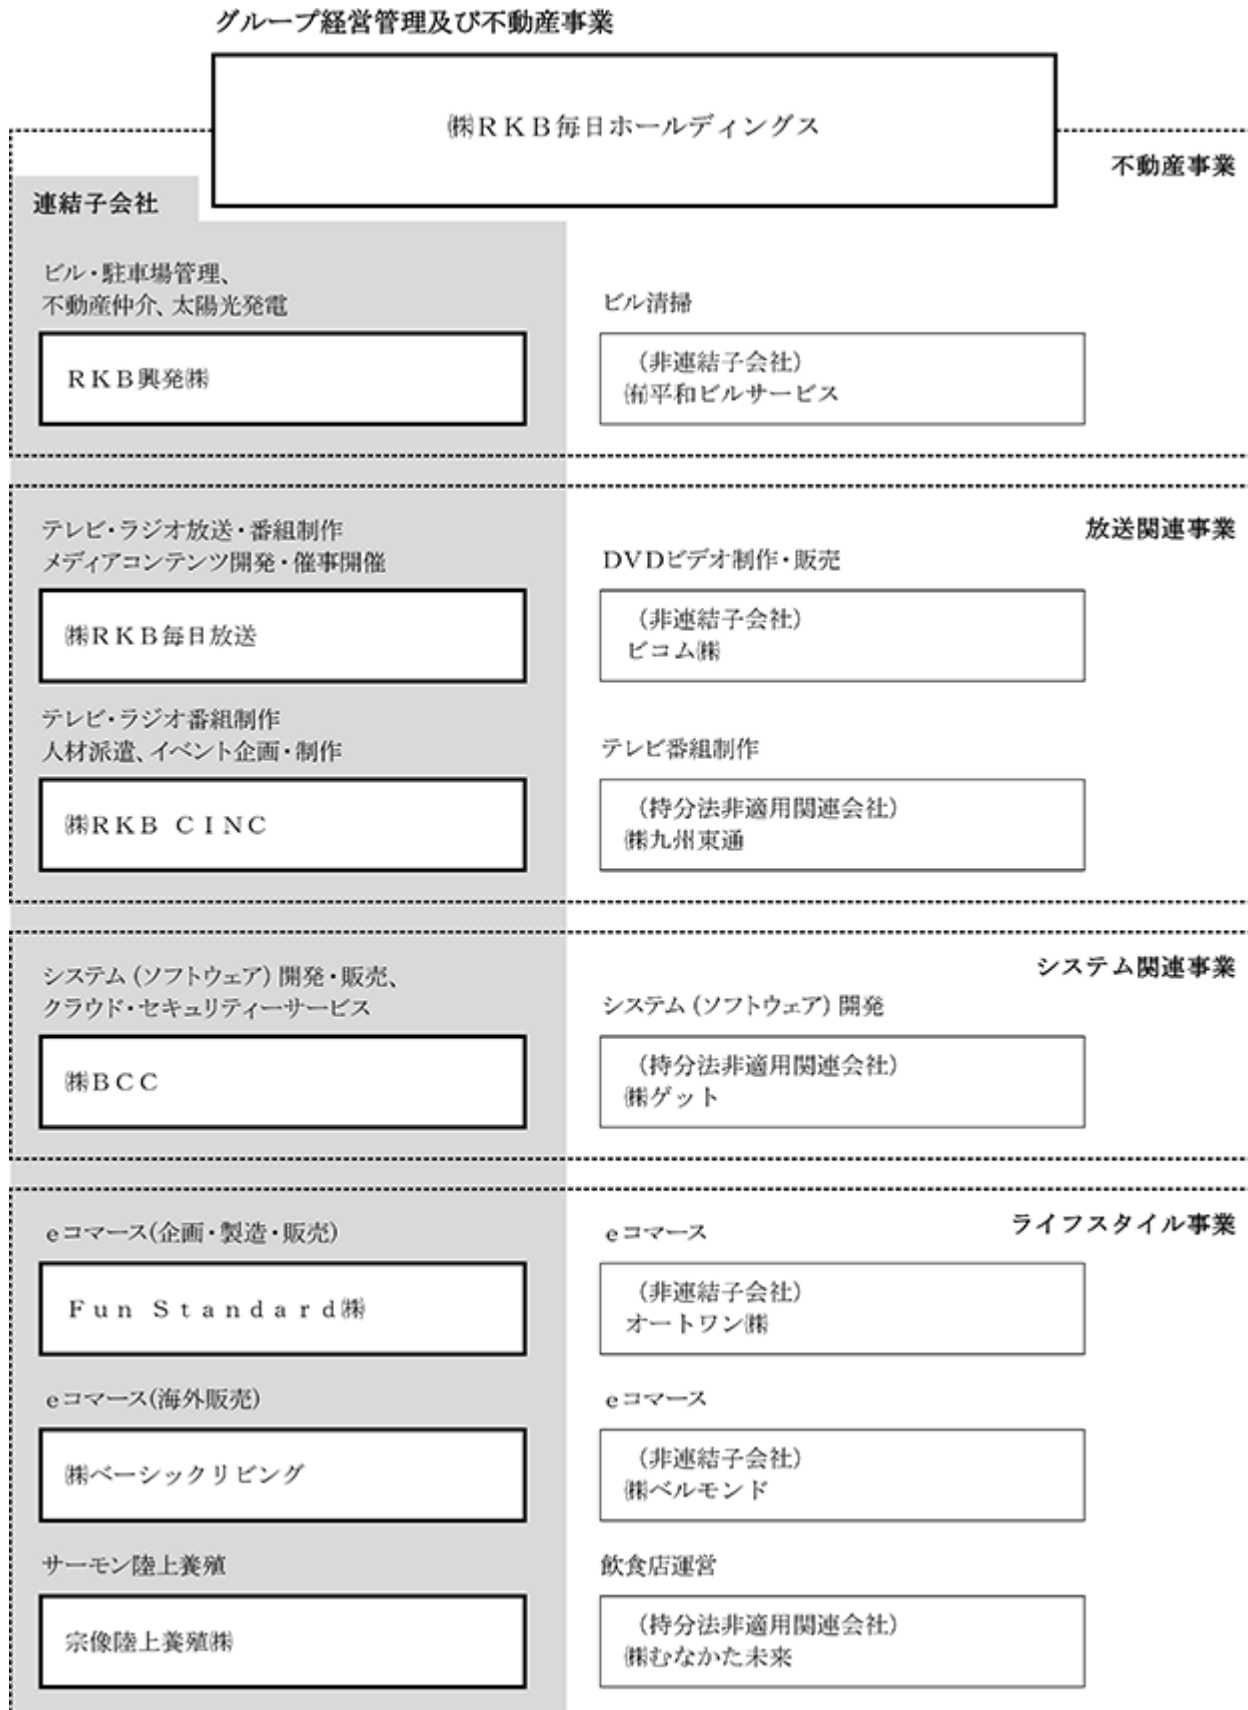 グループ経営管理及び不動産事業
㈱ＲＫＢ毎日ホールディングス
不動産事業
連結子会社
ビル・駐車場管理、
不動産仲介、太陽光発電
ＲＫＢ興発㈱
ビル清掃
（非連結子会社）
㈲平和ビルサービス
放送関連事業
テレビ・ラジオ放送・番組制作
メディアコンテンツ開発・催事開催
㈱ＲＫＢ毎日放送
DVDビデオ制作・販売
（非連結子会社）
ビコム㈱
テレビ・ラジオ番組制作
人材派遣、イベント企画・制作
㈱ＲＫＢ ＣＩＮＣ
テレビ番組制作
（持分法非適用関連会社）
㈱九州東通
システム関連事業
システム（ソフトウェア）開発・販売、
クラウド・セキュリティーサービス
㈱ＢＣＣ
システム（ソフトウェア）開発
（持分法非適用関連会社）
㈱ゲット
ライフスタイル事業
eコマース(企画・製造・販売)
Ｆｕｎ Ｓｔａｎｄａｒｄ㈱
eコマース
（非連結子会社）
オートワン㈱
eコマース(海外販売)
㈱ベーシックリビング
eコマース
（非連結子会社）
㈱ベルモンド
サーモン陸上養殖
宗像陸上養殖㈱
飲食店運営
（持分法非適用関連会社）
㈱むなかた未来